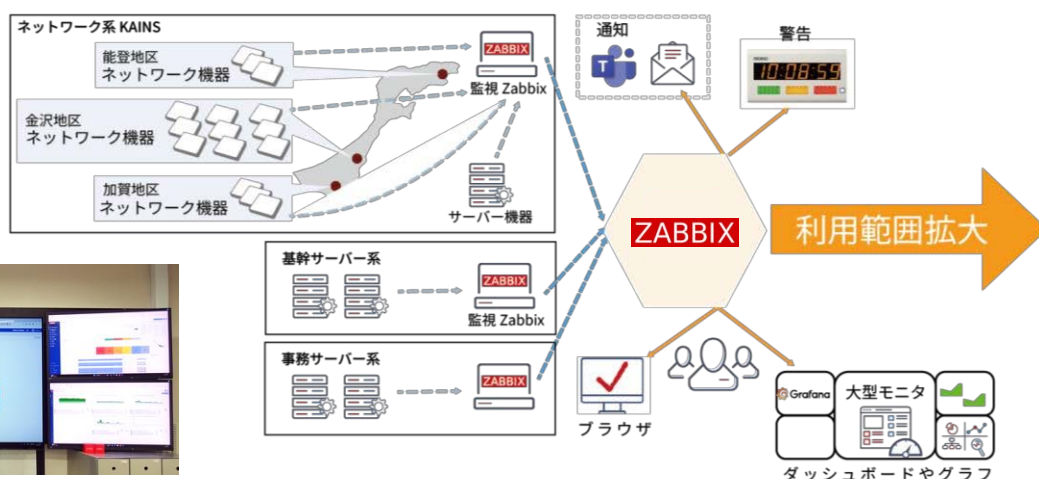 ネットワーク系 KAINS
能登地区
ネットワーク機器
金沢地区
ネットワーク機器
加賀地区
ネットワーク機器
ZABBIX
監視 Zabbix
サーバー機器
基幹サーバー系
ZABBIX
監視 Zabbix
事務サーバー系
ZABBIX
通知
T
警告
10:08:59
ZABBIX
利用範囲拡大
ブラウザ
Grafana
大型モニタ
ダッシュボードやグラフ